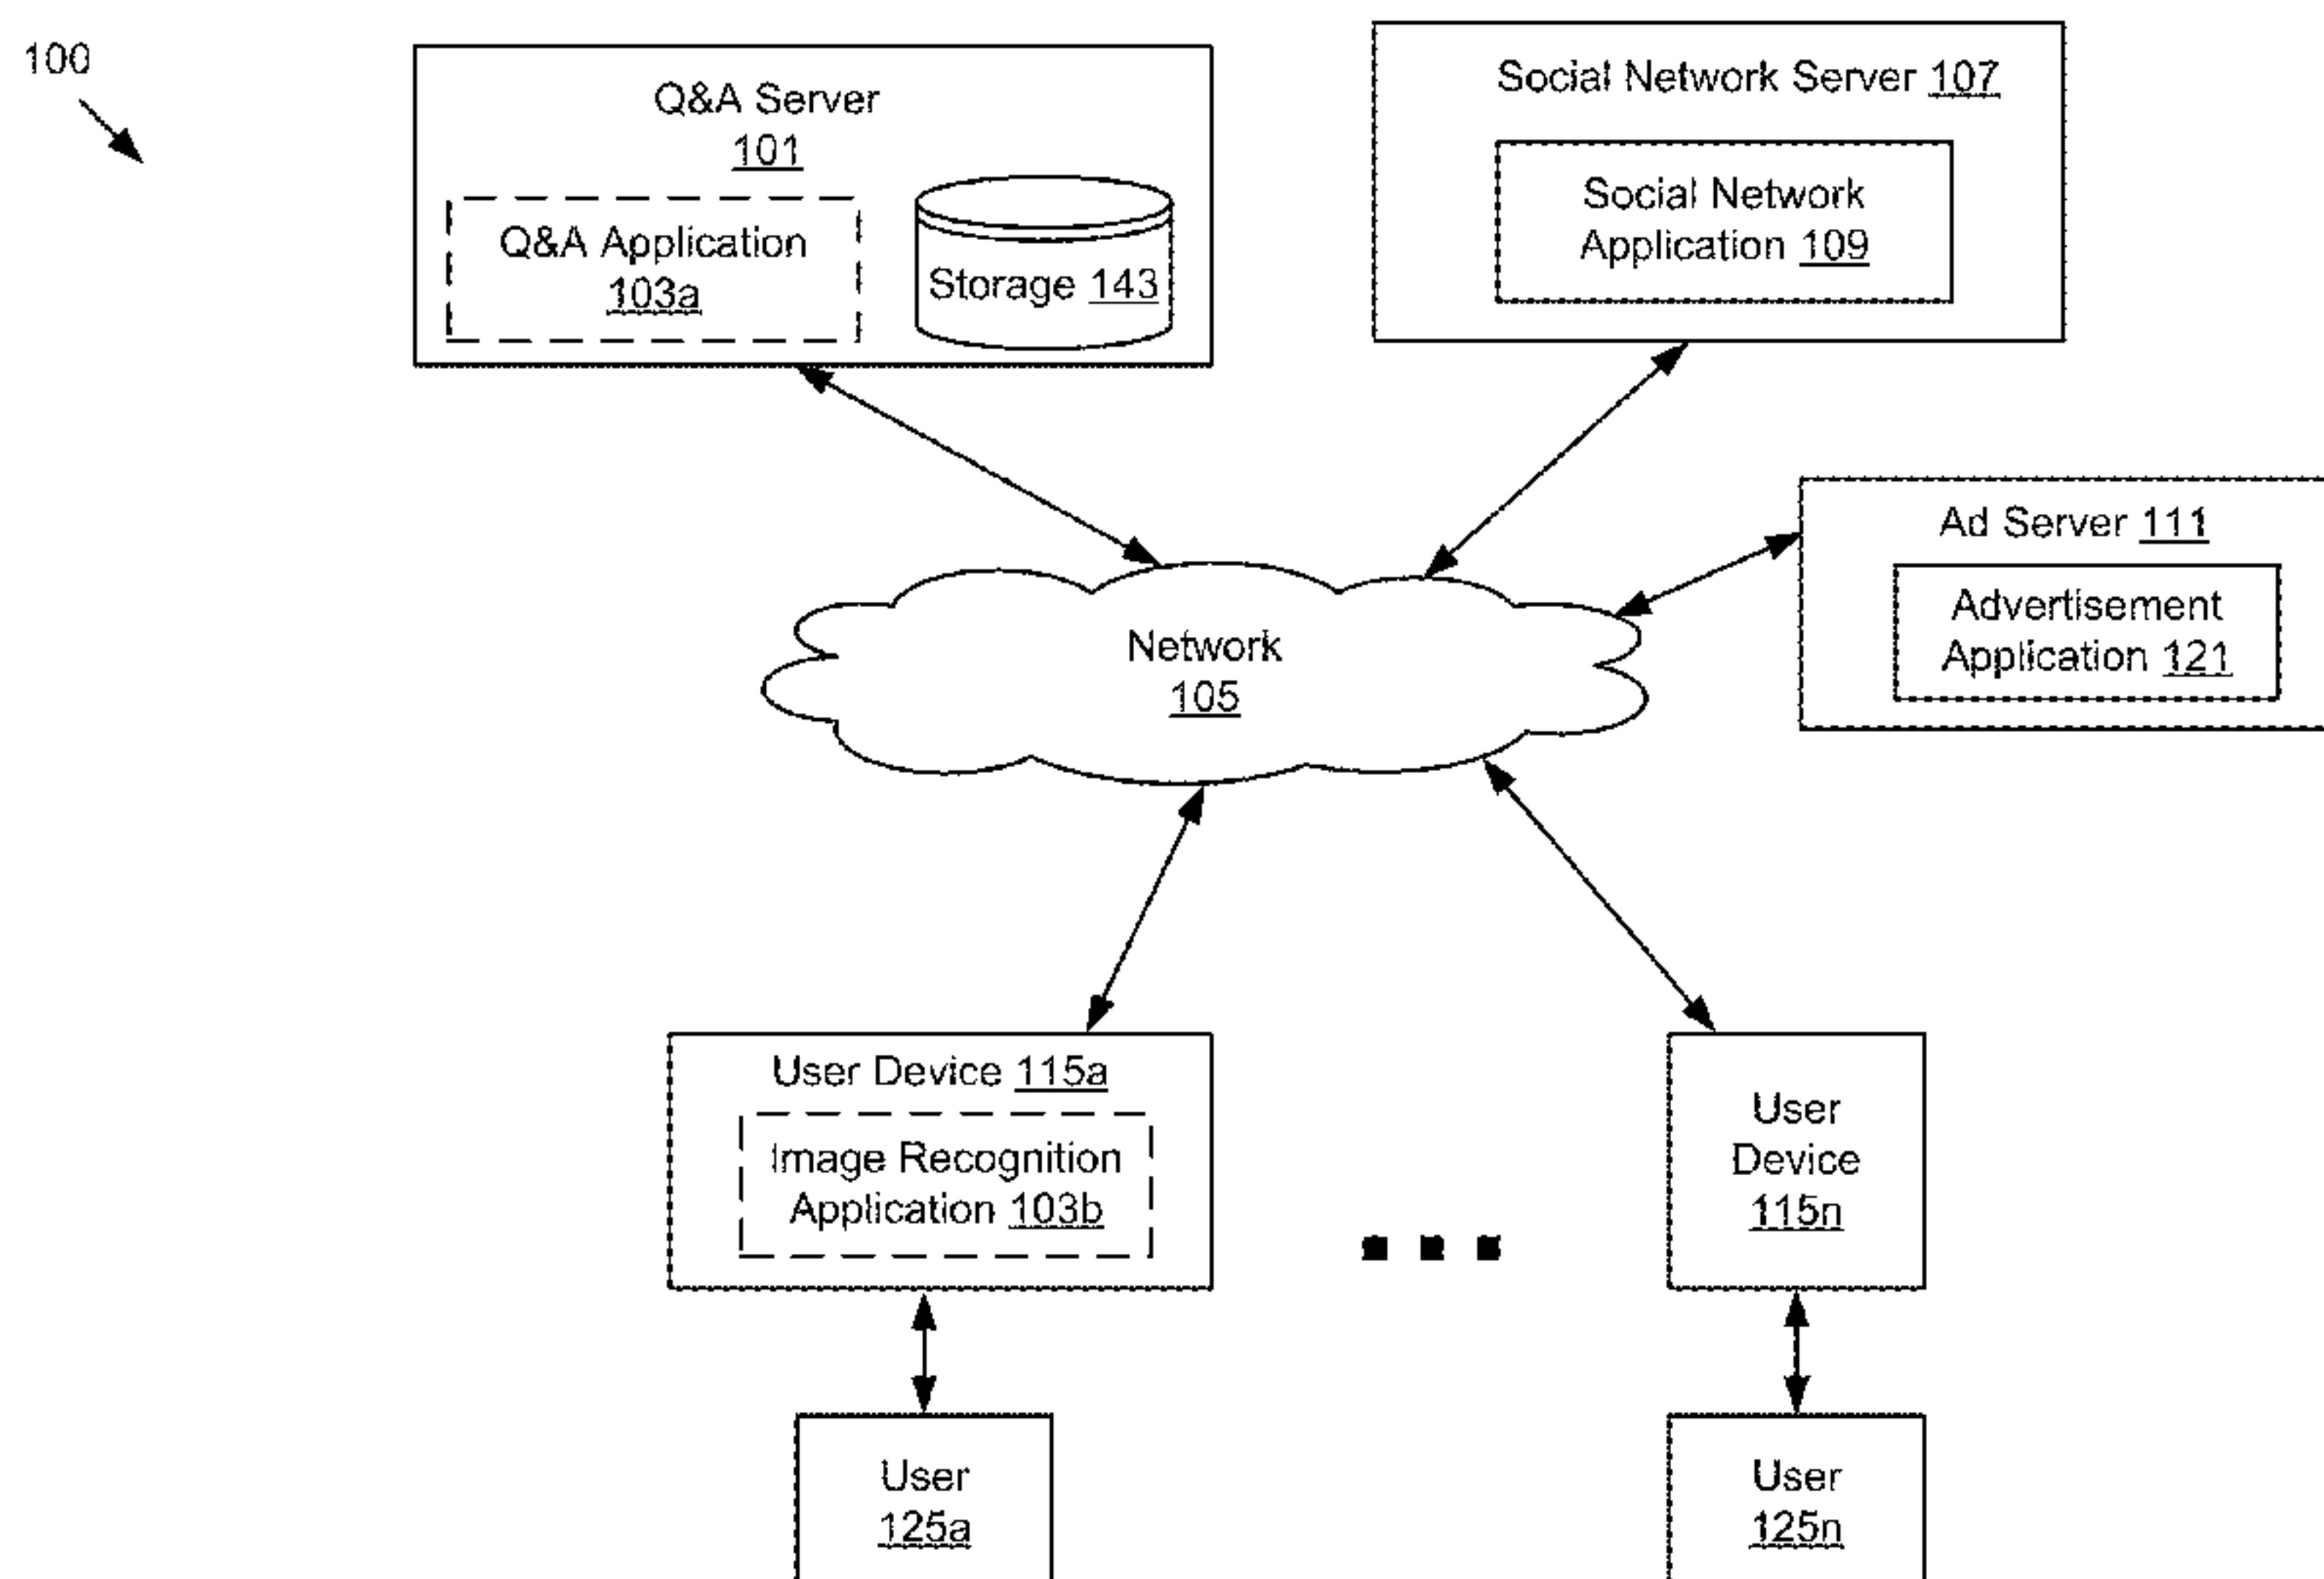 100
Q&A Server
101
Q&A Application
103a
Storage 143
Social Network Server 107
Social Network
Application 109
Ad Server 111
Advertisement
Application 121
Network
105
User Device 115a
Image Recognition
Application 103b
User
Device
115n
User
125a
User
125n